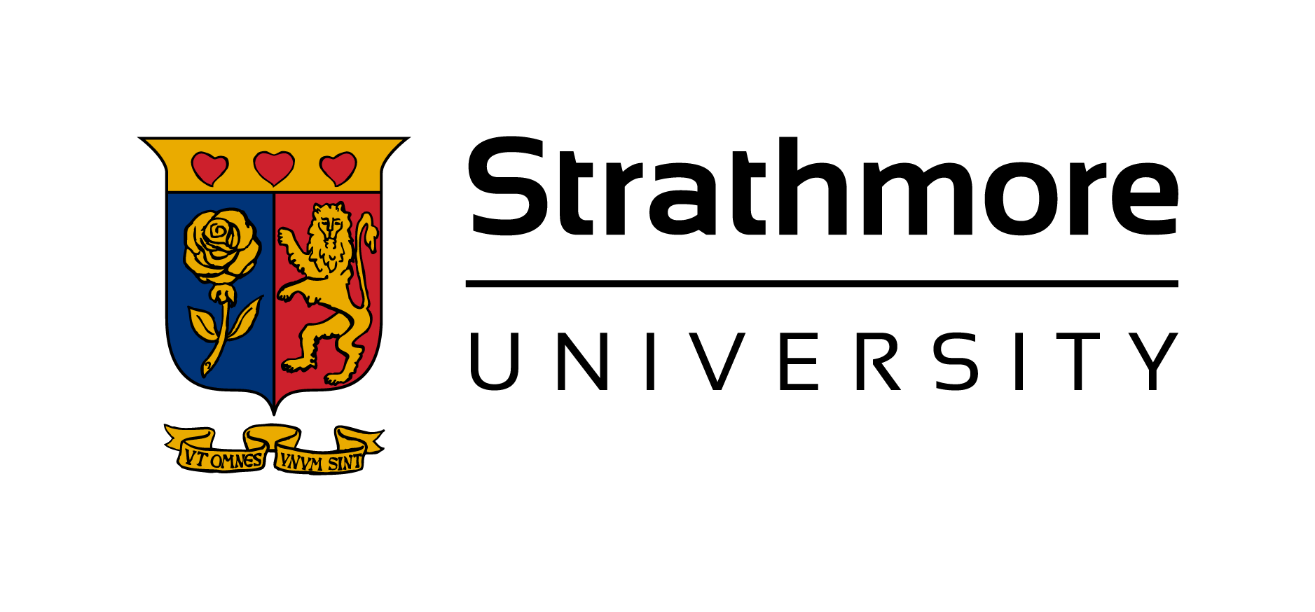 Strathmore
UNIVERSITY
VT OMNES VNVM SINT